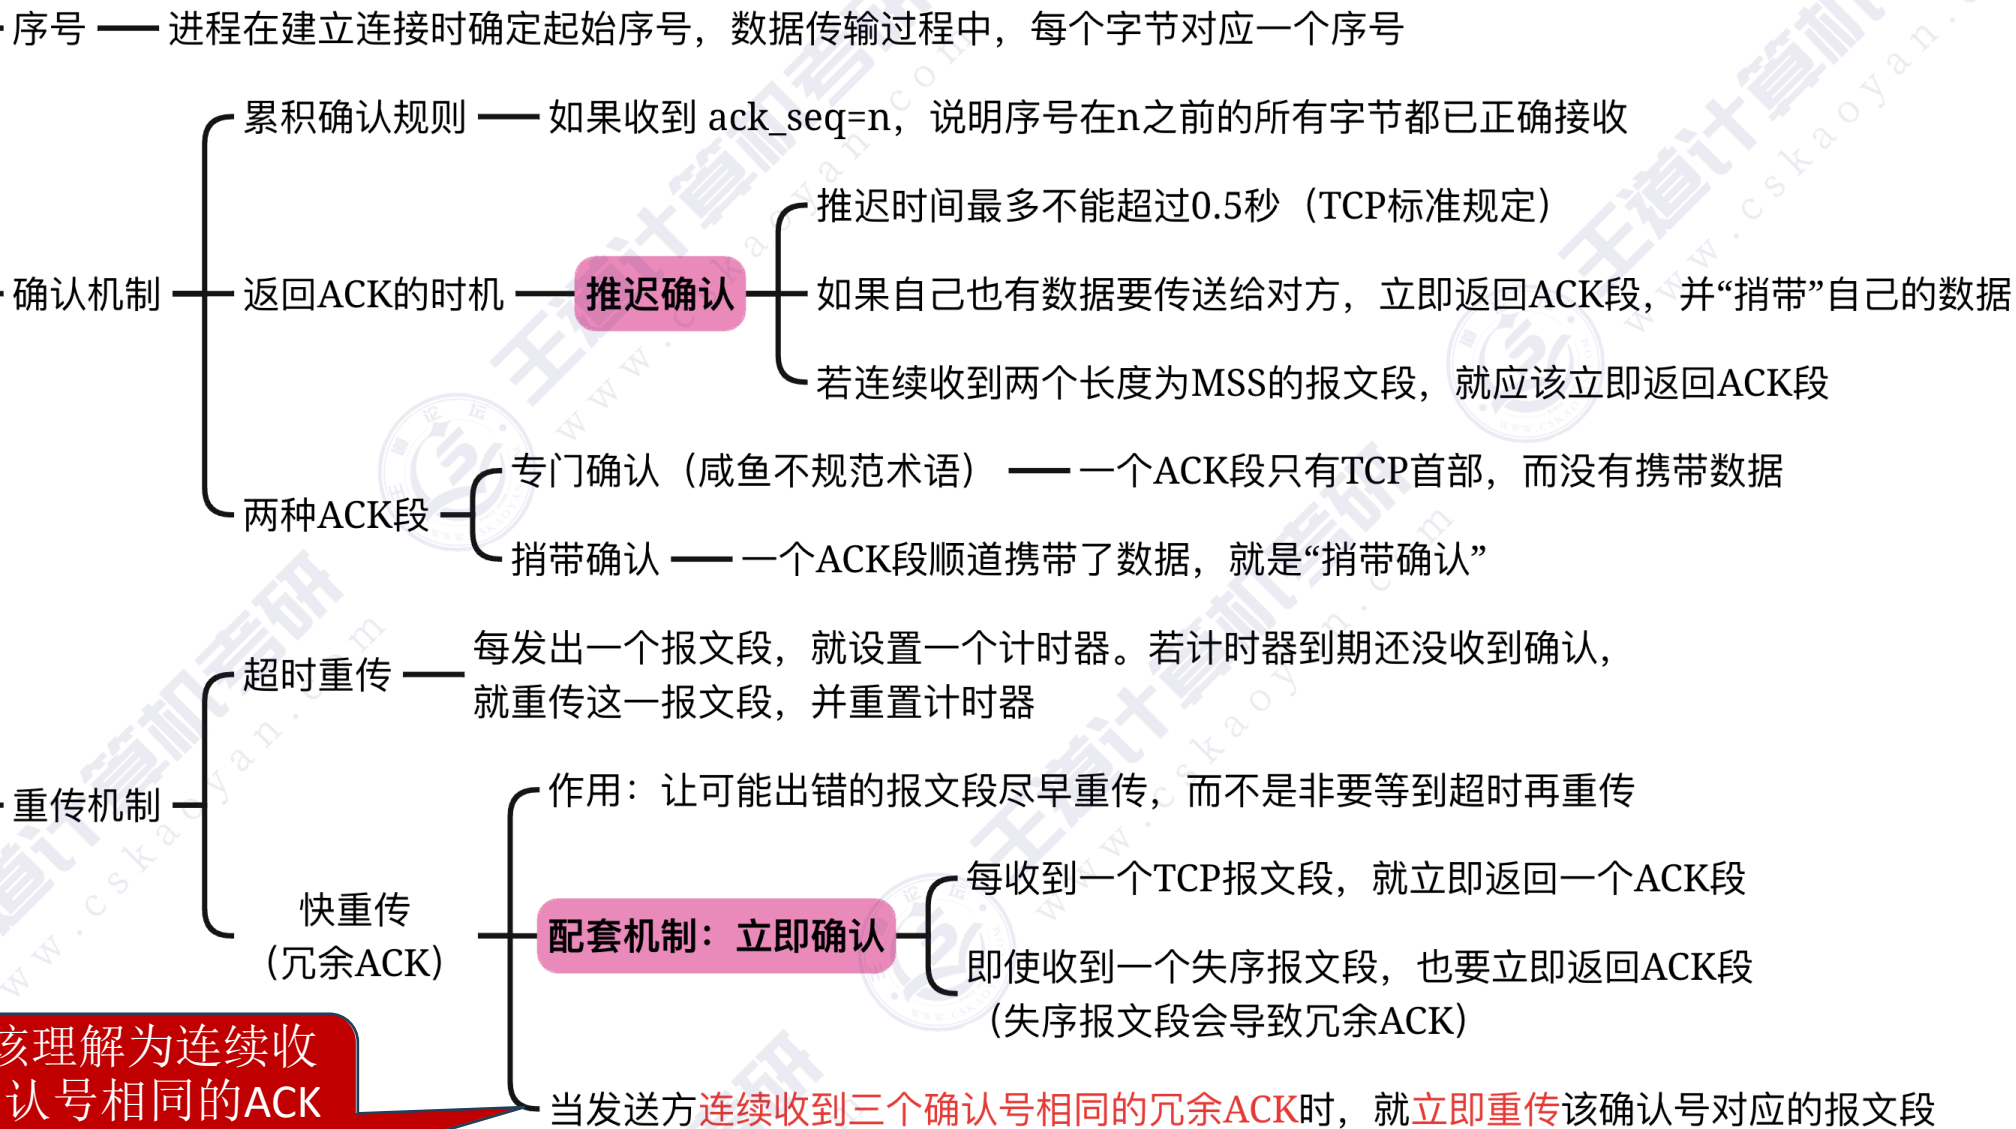 序号
进程在建立连接时确定起始序号，数据传输过程中，每个字节对应一个序号
确认机制
累积确认规则
如果收到 ack_seq=n，说明序号在n之前的所有字节都已正确接收
返回ACK的时机
推迟确认
推迟时间最多不能超过0.5秒（TCP标准规定）
如果自己也有数据要传送给对方，立即返回ACK段，并“捎带”自己的数据
若连续收到两个长度为MSS的报文段，就应该立即返回ACK段
两种ACK段
专门确认（咸鱼不规范术语）
一个ACK段只有TCP首部，而没有携带数据
捎带确认
一个ACK段顺道携带了数据，就是“捎带确认”
重传机制
超时重传
每发出一个报文段，就设置一个计时器。若计时器到期还没收到确认，
就重传这一报文段，并重置计时器
快重传
（冗余ACK）
作用：让可能出错的报文段尽早重传，而不是非要等到超时再重传
配套机制：立即确认
每收到一个TCP报文段，就立即返回一个ACK段
即使收到一个失序报文段，也要立即返回ACK段
（失序报文段会导致冗余ACK）
当发送方连续收到三个确认号相同的冗余ACK时，就立即重传该确认号对应的报文段
该理解为连续收
认号相同的ACK
王道计算机考研
www.cskaoyan.com